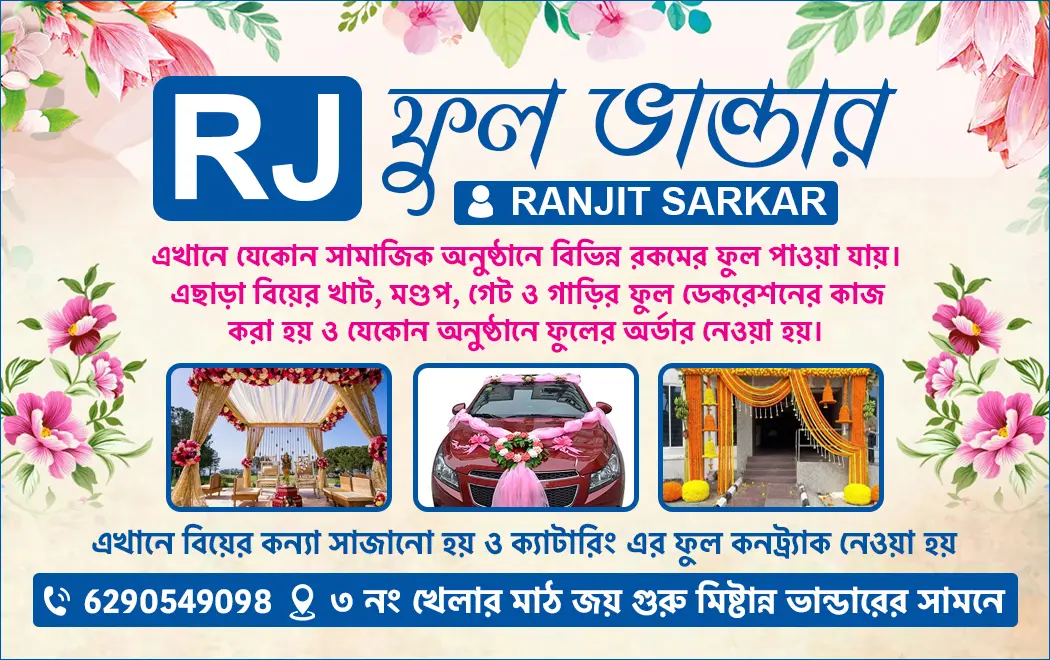 RJ ফুল ভান্ডার
RANJIT SARKAR
এখানে যেকোন সামাজিক অনুষ্ঠানে বিভিন্ন রকমের ফুল পাওয়া যায়।
এছাড়া বিয়ের খাট, মণ্ডপ, গেট ও গাড়ির ফুল ডেকরেশনের কাজ
করা হয় ও যেকোন অনুষ্ঠানে ফুলের অর্ডার নেওয়া হয়।
এখানে বিয়ের কন্যা সাজানো হয় ও ক্যাটারিং এর ফুল কনট্র্যাক নেওয়া হয়
6290549098 ৩ নং খেলার মাঠ জয় গুরু মিষ্টান্ন ভান্ডারের সামনে